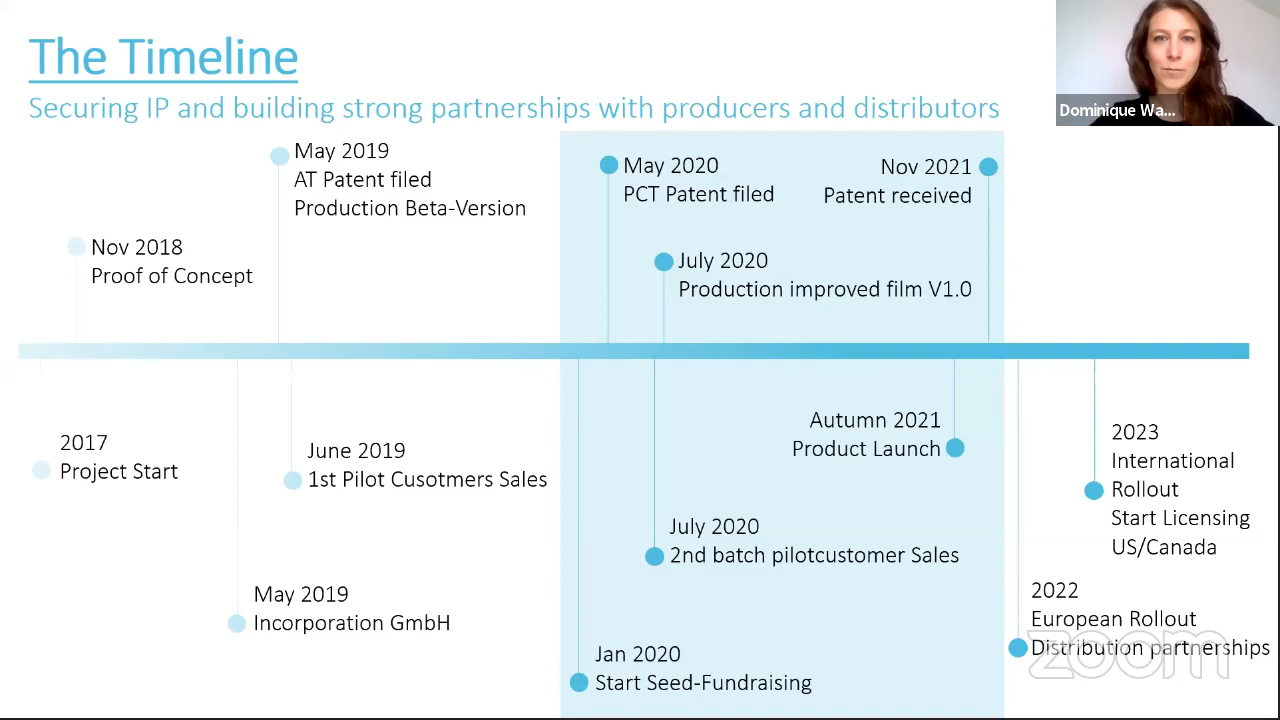 The Timeline
Securing IP and building strong partnerships with producers and distributors
Dominique Wa...
May 2019
AT Patent filed
Production Beta-Version
May 2020
PCT Patent filed
Nov 2021
Patent received
Nov 2018
Proof of Concept
July 2020
Production improved film V1.0
2017
Project Start
June 2019
1st Pilot Cusotmers Sales
Autumn 2021
Product Launch
2023
International
Rollout
Start Licensing
US/Canada
July 2020
2nd batch pilotcustomer Sales
May 2019
Incorporation GmbH
2022
European Rollout
Distribution partnerships
Jan 2020
Start Seed-Fundraising
zoom